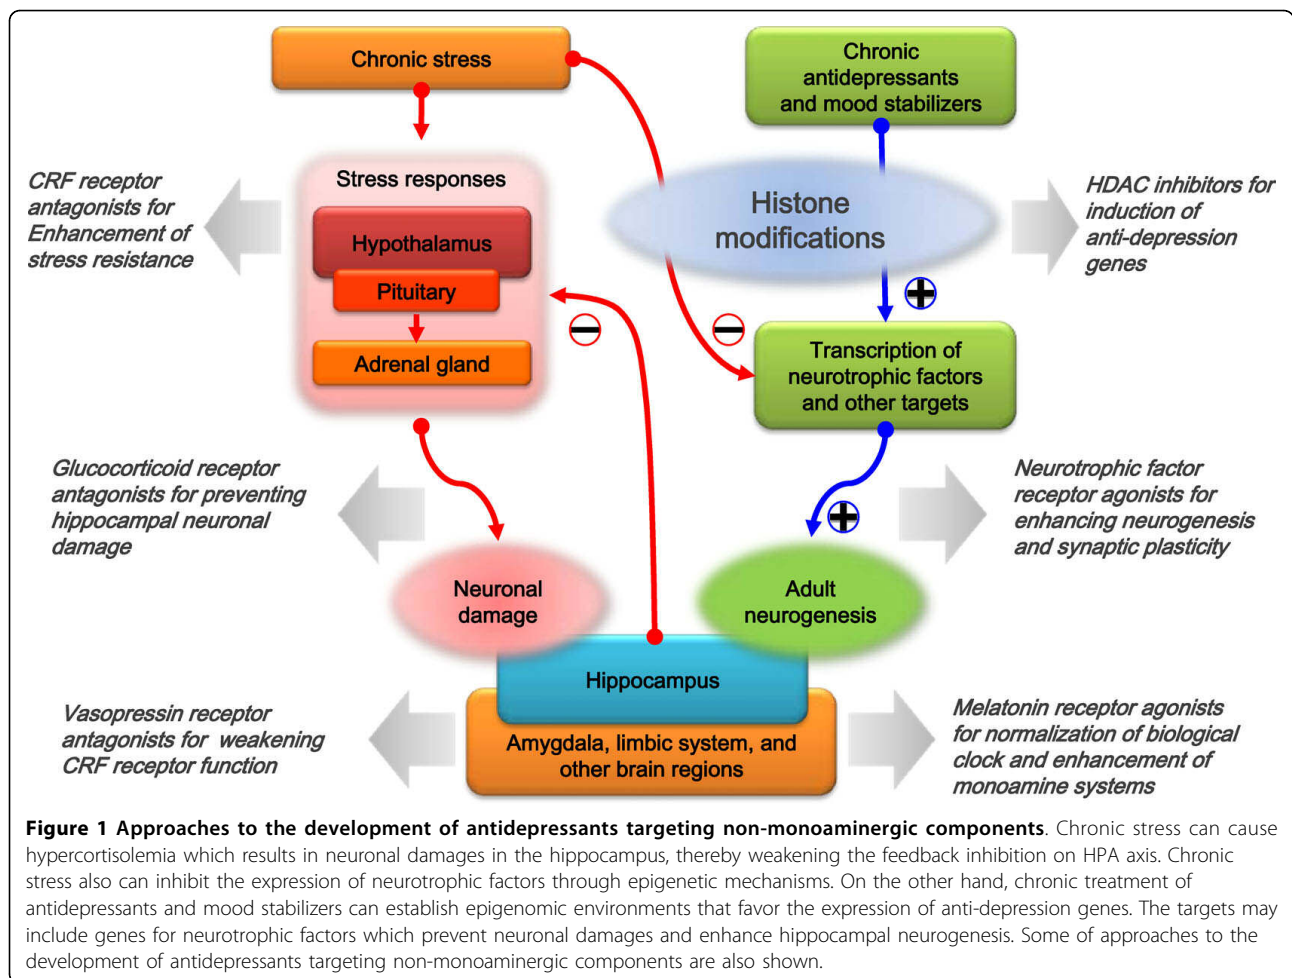 Chronic stress
Chronic
antidepressants
and mood stabilizers
CRF receptor
antagonists for
Enhancement of
stress resistance
Stress responses
Hypothalamus
Pituitary
Adrenal gland
Histone
modifications
HDAC inhibitors for
induction of
anti-depression
genes
Transcription of
neurotrophic factors
and other targets
Glucocorticoid receptor
antagonists for preventing
hippocampal neuronal
damage
Neurotrophic factor
receptor agonists for
enhancing neurogenesis
and synaptic plasticity
Neuronal
damage
Adult
neurogenesis
Hippocampus
Amygdala, limbic system, and
other brain regions
Vasopressin receptor
antagonists for weakening
CRF receptor function
Melatonin receptor agonists
for normalization of biological
clock and enhancement of
monoamine systems
Figure 1 Approaches to the development of antidepressants targeting non-monoaminergic components. Chronic stress can cause
hypercortisolemia which results in neuronal damages in the hippocampus, thereby weakening the feedback inhibition on HPA axis. Chronic
stress also can inhibit the expression of neurotrophic factors through epigenetic mechanisms. On the other hand, chronic treatment of
antidepressants and mood stabilizers can establish epigenomic environments that favor the expression of anti-depression genes. The targets may
include genes for neurotrophic factors which prevent neuronal damages and enhance hippocampal neurogenesis. Some of approaches to the
development of antidepressants targeting non-monoaminergic components are also shown.